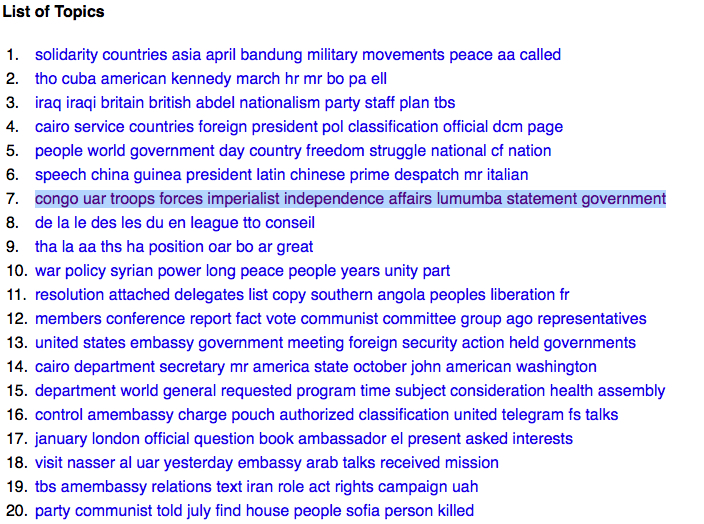 List of Topics
1. solidarity countries asia april bandung military movements peace aa called
2. tho cuba american kennedy march hr mr bo pa ell
3. iraq iraqi britain british abdel nationalism party staff plan tbs
4. cairo service countries foreign president pol classification official dcm page
5. people world government day country freedom struggle national cf nation
6. speech china guinea president latin chinese prime despatch mr italian
7. congo uar troops forces imperialist independence affairs lumumba statement government
8. de la le des les du en league tto conseil
9. tha la aa ths ha position oar bo ar great
10. war policy syrian power long peace people years unity part
11. resolution attached delegates list copy southern angola peoples liberation fr
12. members conference report fact vote communist committee group ago representatives
13. united states embassy government meeting foreign security action held governments
14. cairo department secretary mr america state october john american washington
15. department world general requested program time subject consideration health assembly
16. control amembassy charge pouch authorized classification united telegram fs talks
17. january london official question book ambassador el present asked interests
18. visit nasser al uar yesterday embassy arab talks received mission
19. tbs amembassy relations text iran role act rights campaign uah
20. party communist told july find house people sofia person killed